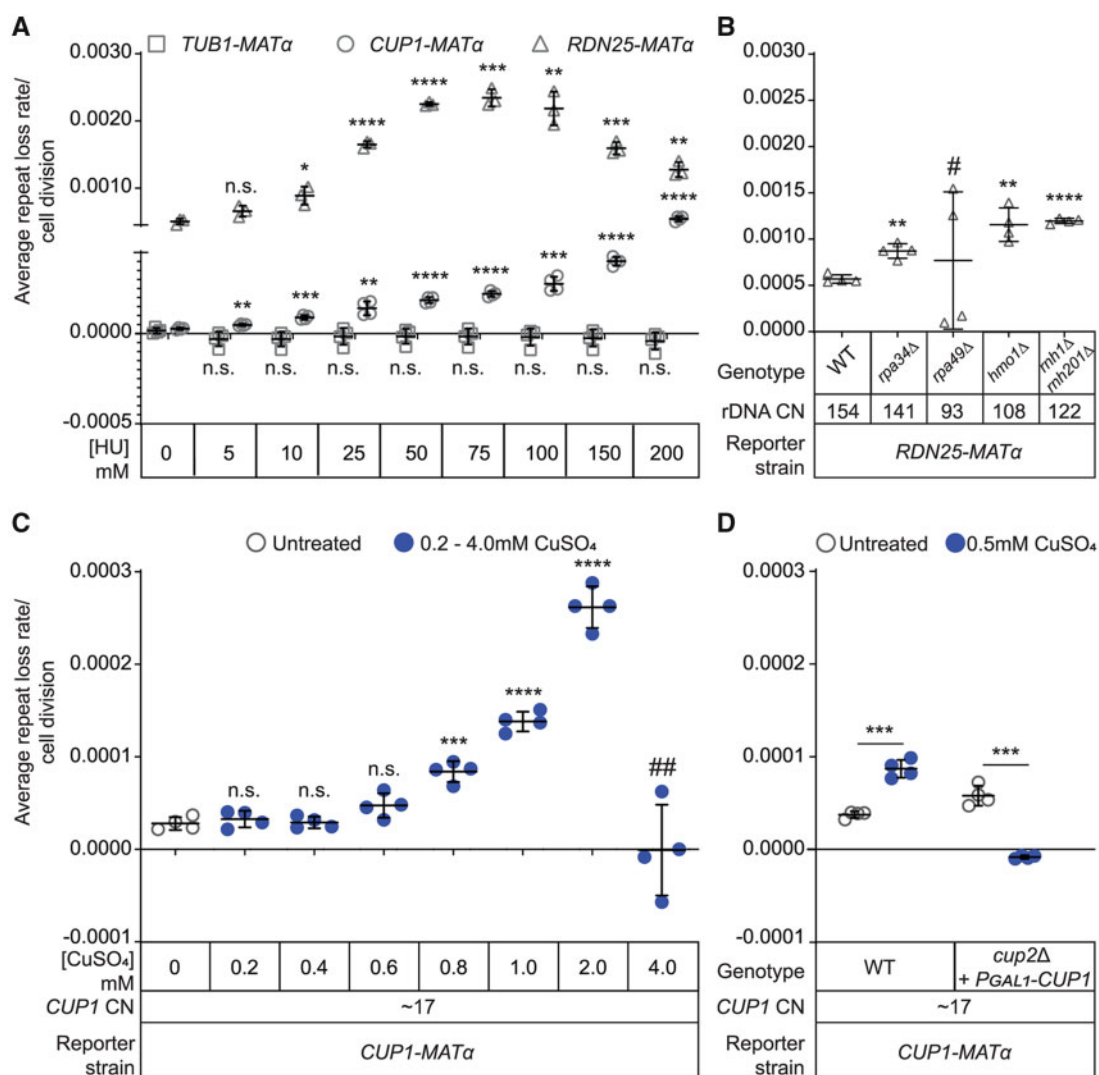 A
TUB1-MATα CUP1-MATα RDN25-MATα
Average repeat loss rate/
cell division
0.0030
0.0020
0.0010
0.0000
-0.0005
n.s. * **** **** *** ** *** **
** *** ** **** **** *** **** ****
n.s. n.s. n.s. n.s. n.s. n.s. n.s. n.s.
[HU]
mM
0 5 10 25 50 75 100 150 200
B
0.0030
0.0025
0.0020
0.0015
0.0010
0.0005
0.0000
** # ** ****
Genotype WT rpa34Δ rpa49Δ hmo1Δ rnh1Δ
rnh201Δ
rDNA CN 154 141 93 108 122
Reporter
strain
RDN25-MATα
C
Untreated 0.2 - 4.0mM CuSO₄
Average repeat loss rate/
cell division
0.0003
0.0002
0.0001
0.0000
-0.0001
n.s. n.s. n.s. *** **** **** ##
[CuSO₄]
mM
0 0.2 0.4 0.6 0.8 1.0 2.0 4.0
CUP1 CN ~17
Reporter
strain
CUP1-MATα
D
Untreated 0.5mM CuSO₄
0.0003
0.0002
0.0001
0.0000
-0.0001
*** ***
Genotype WT cup2Δ
+ PGAL1-CUP1
CUP1 CN ~17
Reporter
strain
CUP1-MATα